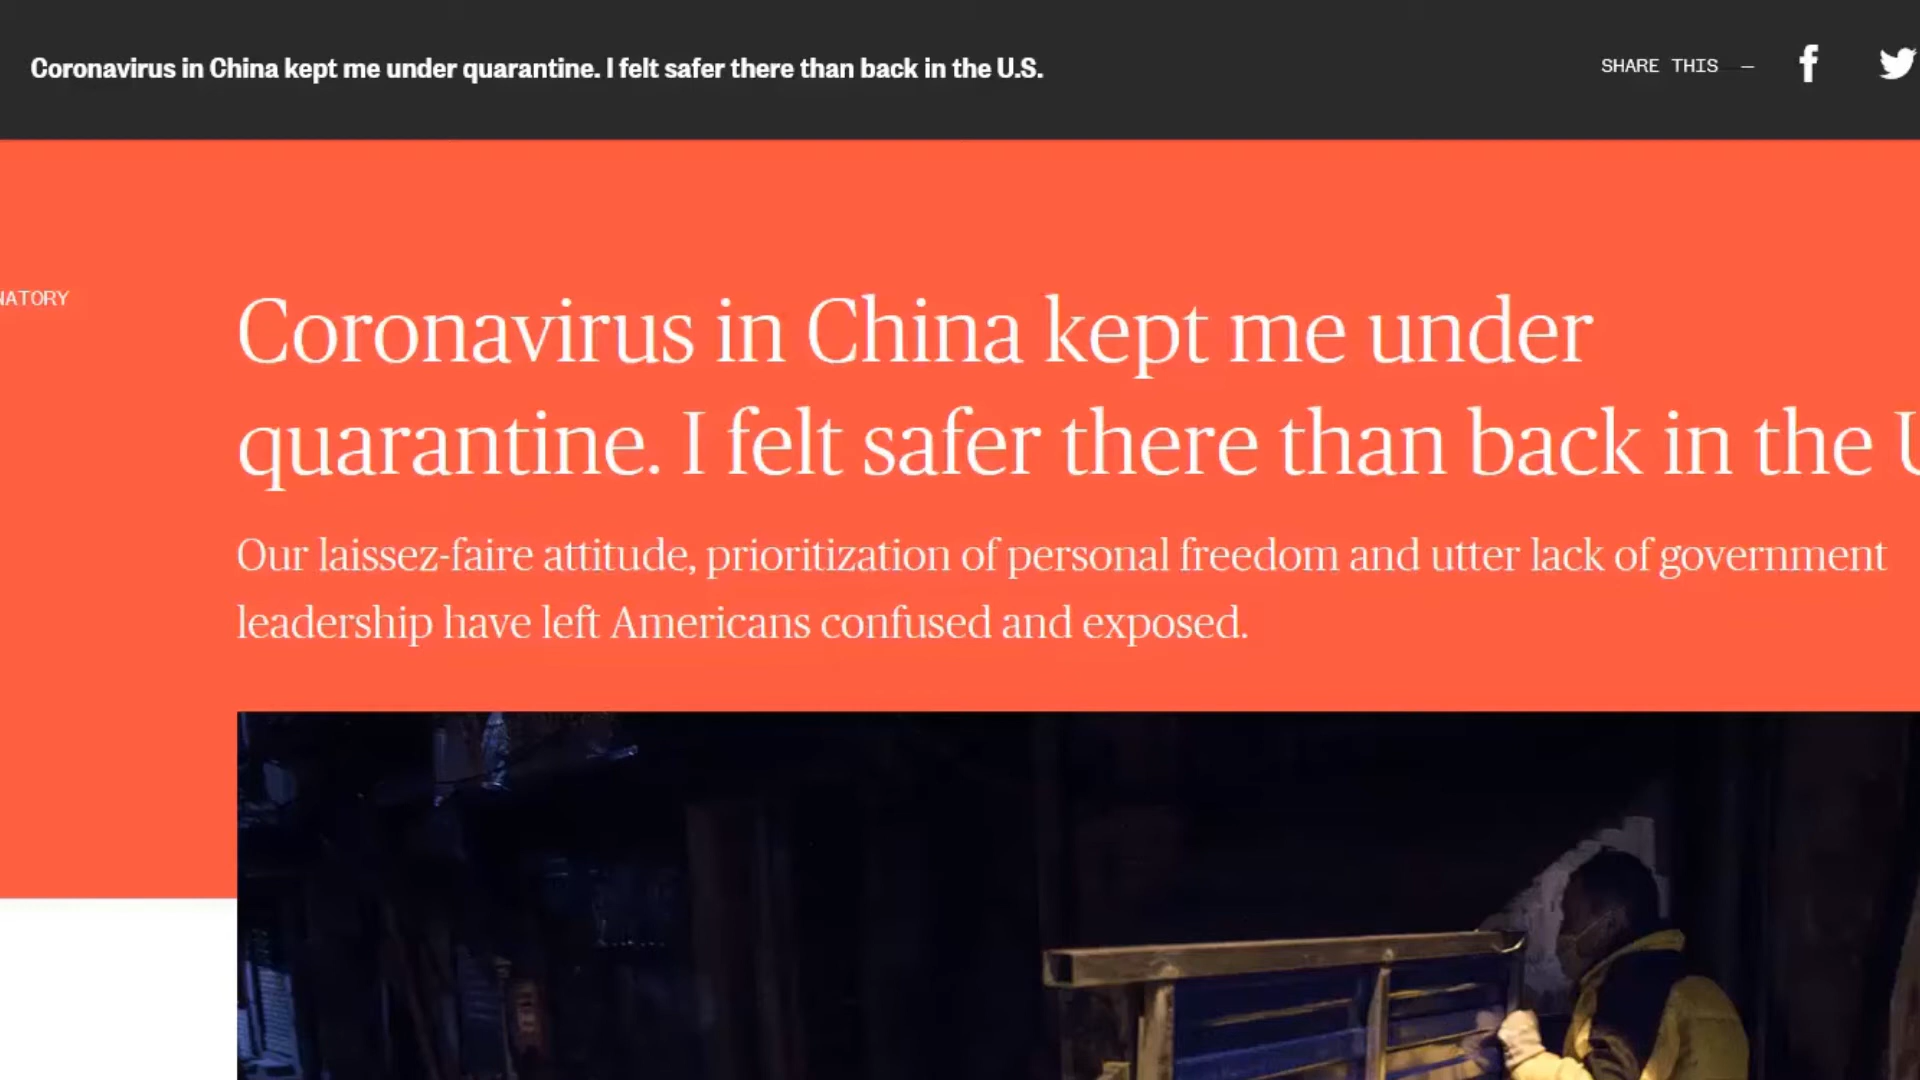 Coronavirus in China kept me under quarantine. I felt safer there than back in the U.S.
SHARE THIS —
NATORY
Coronavirus in China kept me under
quarantine. I felt safer there than back in the U
Our laissez-faire attitude, prioritization of personal freedom and utter lack of government
leadership have left Americans confused and exposed.